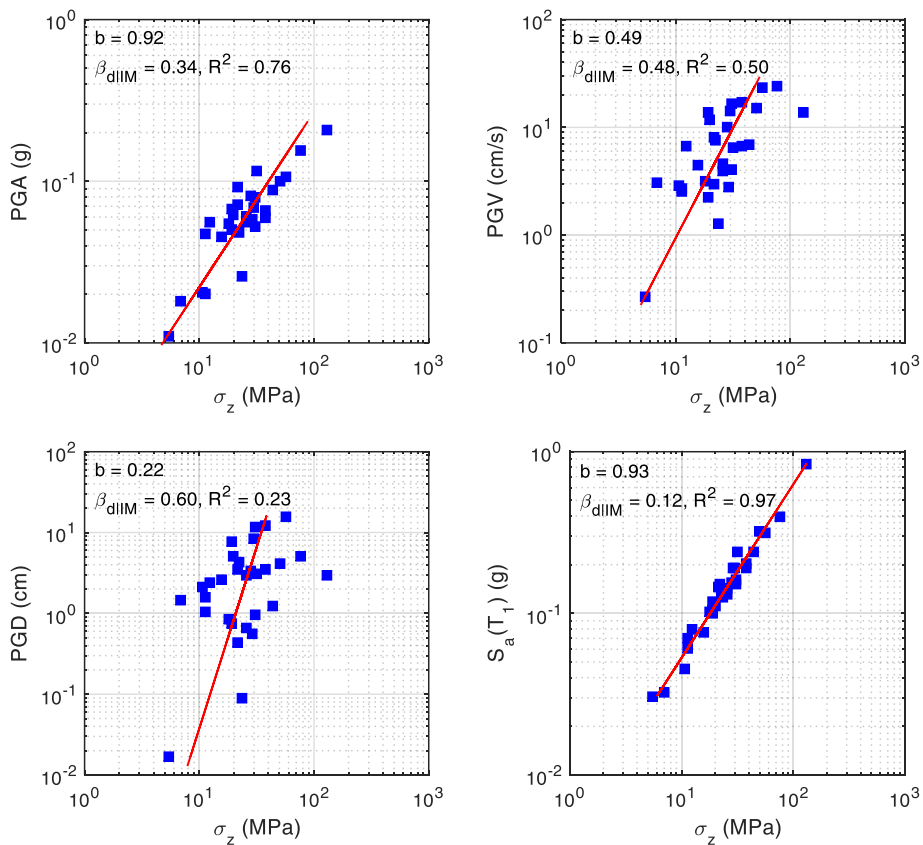 b = 0.92
β_dIIM = 0.34, R² = 0.76
PGA (g)
10⁰
10⁻¹
10⁻²
10⁰ 10¹ 10² 10³
σ_z (MPa)
b = 0.49
β_dIIM = 0.48, R² = 0.50
PGV (cm/s)
10²
10¹
10⁰
10⁻¹
10⁰ 10¹ 10² 10³
σ_z (MPa)
b = 0.22
β_dIIM = 0.60, R² = 0.23
PGD (cm)
10²
10¹
10⁰
10⁻¹
10⁻²
10⁰ 10¹ 10² 10³
σ_z (MPa)
b = 0.93
β_dIIM = 0.12, R² = 0.97
S_a(T_1) (g)
10⁰
10⁻¹
10⁻²
10⁰ 10¹ 10² 10³
σ_z (MPa)